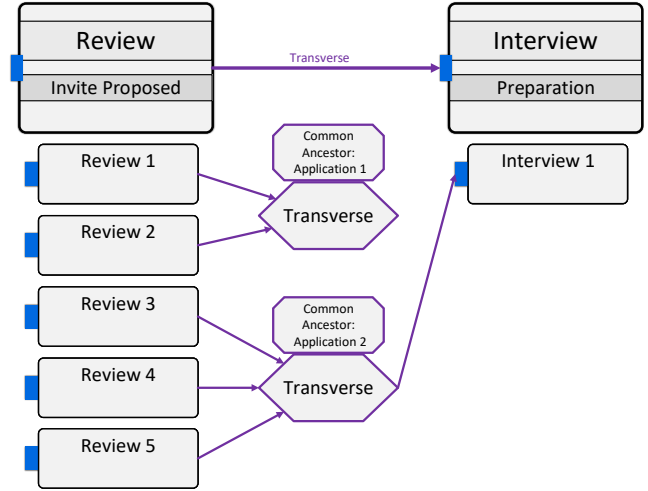 Review
Invite Proposed
Transverse
Interview
Preparation
Review 1
Review 2
Review 3
Review 4
Review 5
Common
Ancestor:
Application 1
Transverse
Common
Ancestor:
Application 2
Transverse
Interview 1